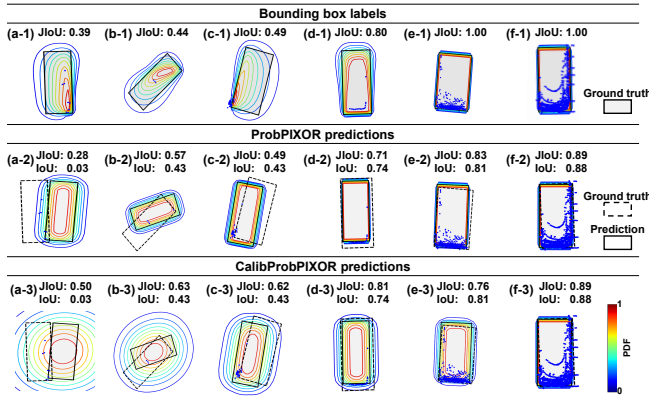 Bounding box labels
(a-1) JIoU: 0.39 (b-1) JIoU: 0.44 (c-1) JIoU: 0.49 (d-1) JIoU: 0.80 (e-1) JIoU: 1.00 (f-1) JIoU: 1.00
Ground truth
ProbPIXOR predictions
(a-2) JIoU: 0.28 (b-2) JIoU: 0.57 (c-2) JIoU: 0.49 (d-2) JIoU: 0.71 (e-2) JIoU: 0.83 (f-2) JIoU: 0.89
IoU: 0.03 IoU: 0.43 IoU: 0.43 IoU: 0.74 IoU: 0.81 IoU: 0.88
Ground truth
Prediction
CalibProbPIXOR predictions
(a-3) JIoU: 0.50 (b-3) JIoU: 0.63 (c-3) JIoU: 0.62 (d-3) JIoU: 0.81 (e-3) JIoU: 0.76 (f-3) JIoU: 0.89
IoU: 0.03 IoU: 0.43 IoU: 0.43 IoU: 0.74 IoU: 0.81 IoU: 0.88
1
PDF
0